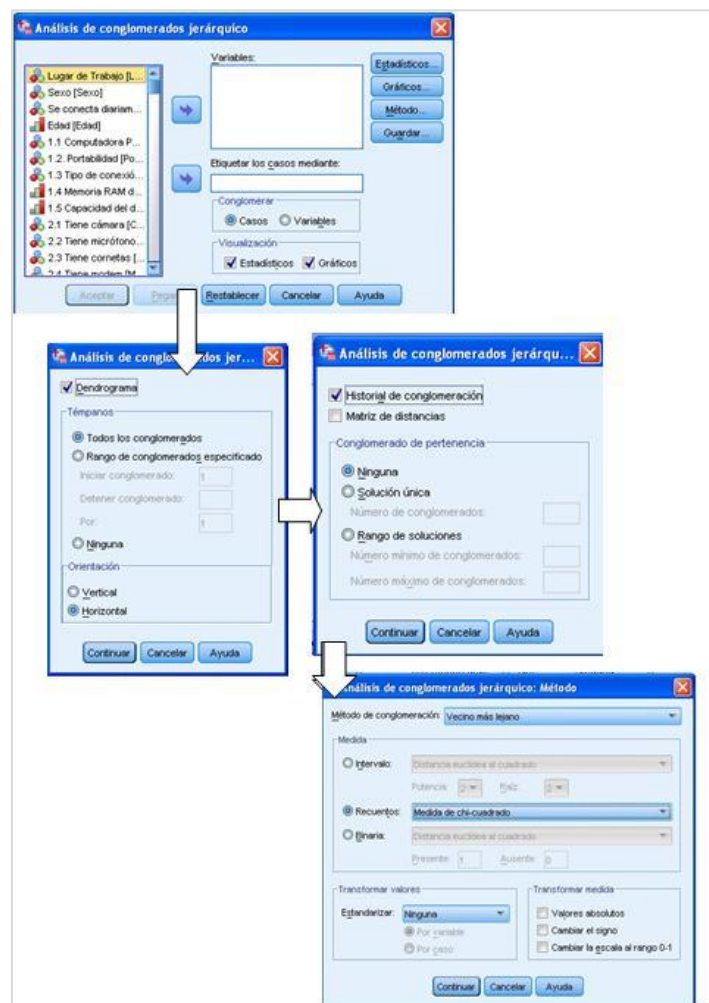 Análisis de conglomerados jerárquico
Variables:
Lugar de Trabajo [L...
Sexo [Sexo]
Se conecta diariam...
Edad [Edad]
1.1 Computadora P...
1.2. Portabilidad [Po...
1.3 Tipo de conexió...
1.4 Memoria RAM d...
1.5 Capacidad del d...
2.1 Tiene cámara [C...
2.2 Tiene micrófono...
2.3 Tiene cornetas [...
2.4 Tiene modem [M...
Estadísticos...
Gráficos...
Método...
Guardar...
Etiquetar los casos mediante:
Conglomerar
Casos Variables
Visualización
Estadísticos Gráficos
Aceptar Restablecer Cancelar Ayuda
Análisis de dos jer...
Dendrograma
Témpanos
Todos los conglomerados
Rango de conglomerados especificado
Iniciar conglomerado: 1
Detener conglomerado:
Por: 1
Ninguna
Orientación
Vertical
Horizontal
Continuar Cancelar Ayuda
Análisis de conglomerados jerárqu...
Historial de conglomeración
Matriz de distancias
Conglomerado de pertenencia
Ninguna
Solución única
Número de conglomerados:
Rango de soluciones
Número mínimo de conglomerados:
Número máximo de conglomerados:
Continuar Cancelar Ayuda
Análisis de conglomerados jerárquico: Método
Método de conglomeración: Vecino más lejano
Medida
Intervalo: Distancia euclídea al cuadrado
Potencia: 2 Raíz: 2
Recuentos: Medida de chi-cuadrado
Binaria: Distancia euclídea al cuadrado
Presente: 1 Ausente: 0
Transformar valores
Estandarizar: Ninguna
Por variable
Por caso
Transformar medida
Valores absolutos
Cambiar el signo
Cambiar la escala al rango 0-1
Continuar Cancelar Ayuda